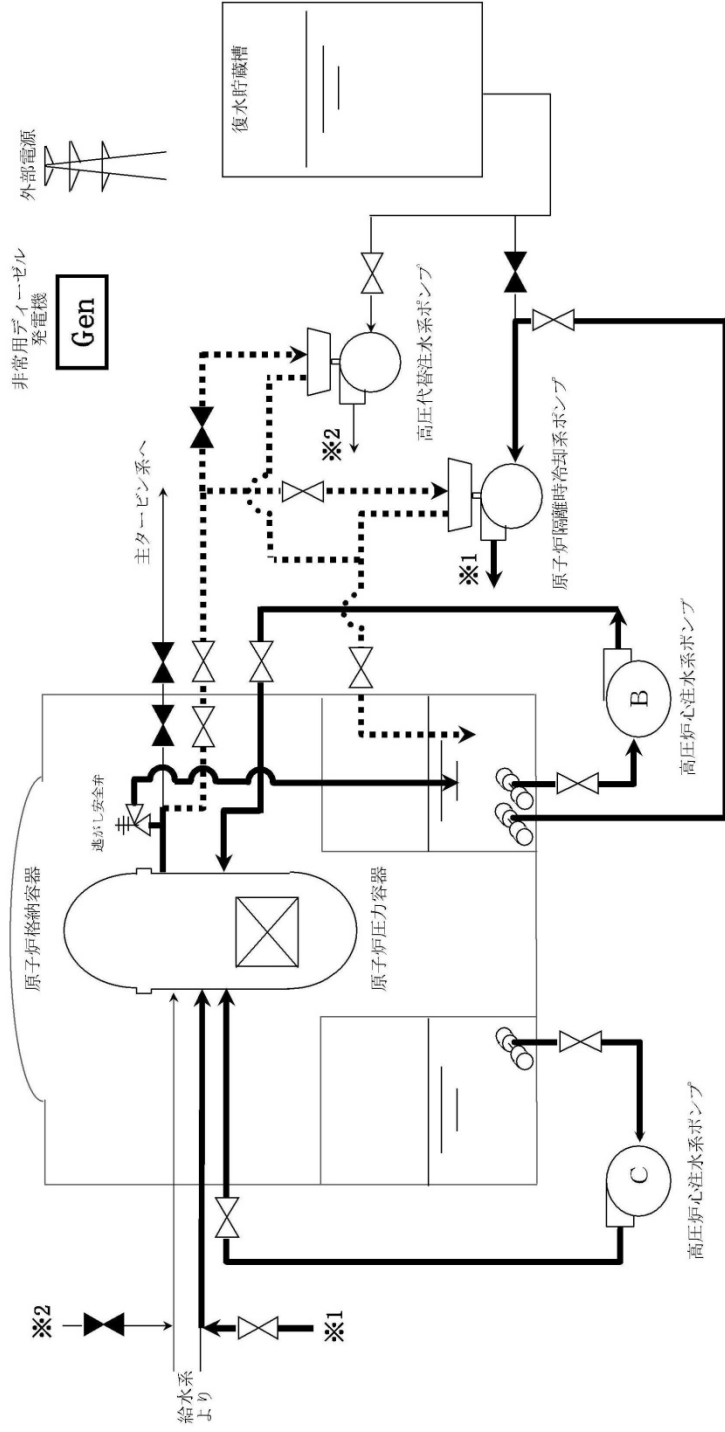 外部電源
非常用ディーゼル
発電機
Gen
復水貯蔵槽
主タービン系へ
高圧代替注水系ポンプ
※2
原子炉隔離時冷却系ポンプ
※1
原子炉格納容器
逃がし安全弁
原子炉圧力容器
B
高圧炉心注水系ポンプ
C
高圧炉心注水系ポンプ
※2
給水系
より
※1